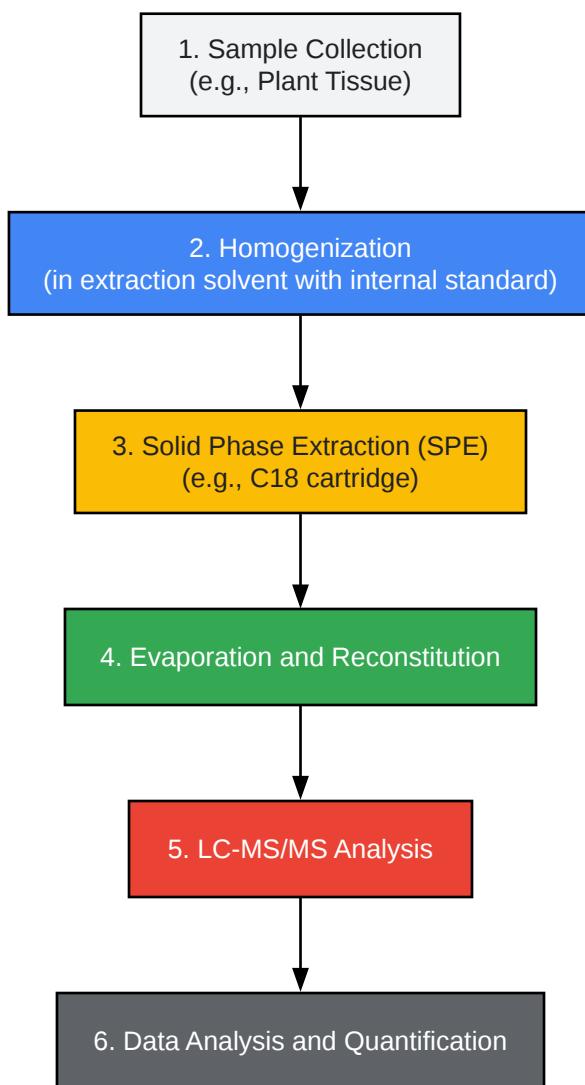 1. Sample Collection
(e.g., Plant Tissue)
2. Homogenization
(in extraction solvent with internal standard)
3. Solid Phase Extraction (SPE)
(e.g., C18 cartridge)
4. Evaporation and Reconstitution
5. LC-MS/MS Analysis
6. Data Analysis and Quantification